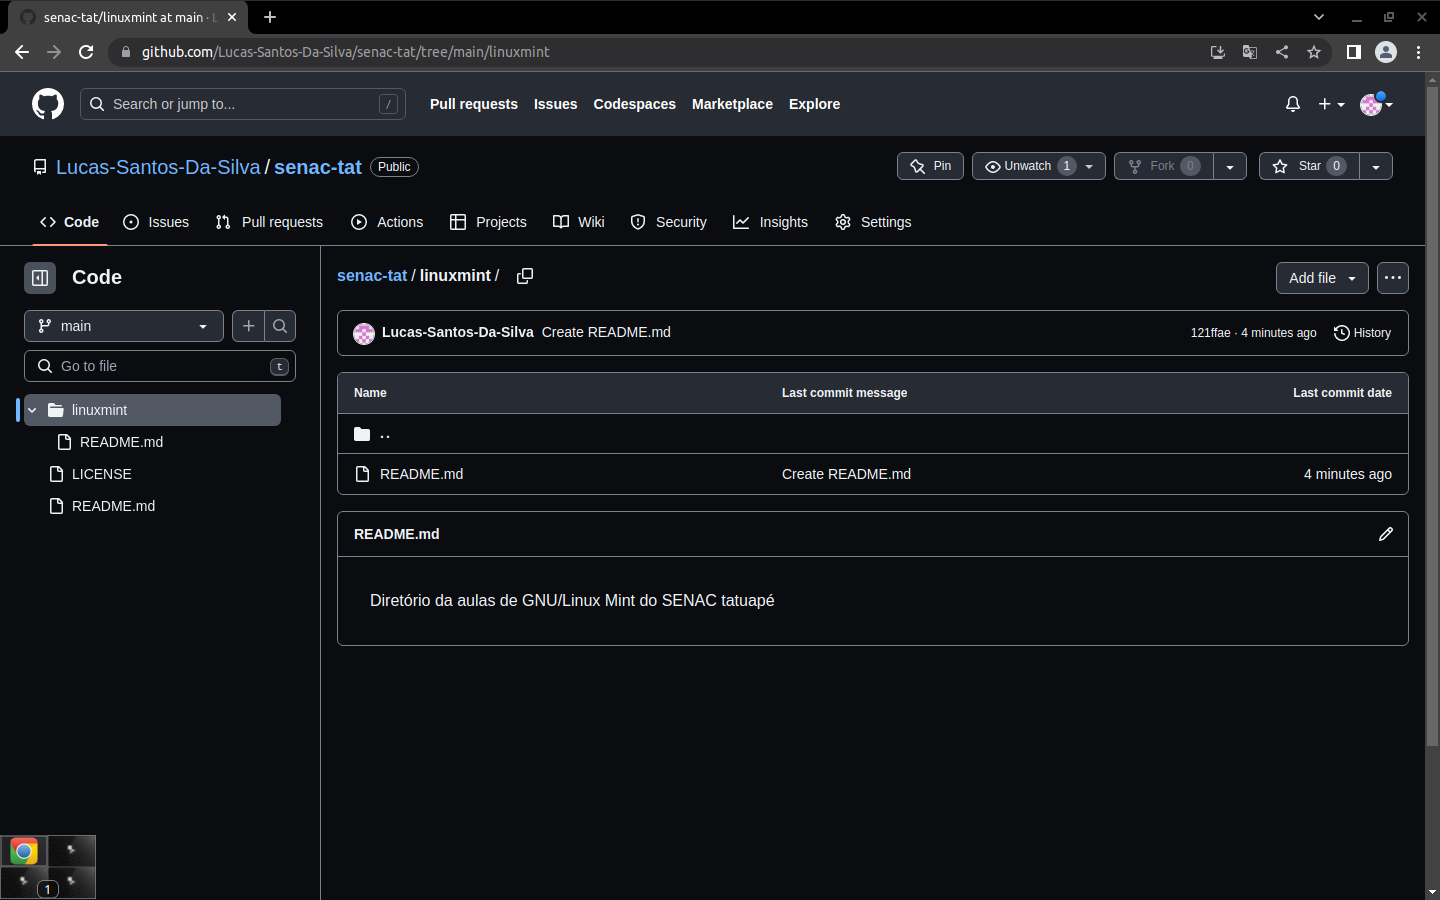 senac-tat/linuxmint at main ·
github.com/Lucas-Santos-Da-Silva/senac-tat/tree/main/linuxmint
Search or jump to... /
Pull requests Issues Codespaces Marketplace Explore
Lucas-Santos-Da-Silva / senac-tat Public
Pin Unwatch 1 Fork 0 Star 0
Code Issues Pull requests Actions Projects Wiki Security Insights Settings
Code
main
Go to file t
linuxmint
README.md
LICENSE
README.md
senac-tat / linuxmint /
Add file
Lucas-Santos-Da-Silva Create README.md 121ffae · 4 minutes ago History
Name Last commit message Last commit date
..
README.md Create README.md 4 minutes ago
README.md
Diretório da aulas de GNU/Linux Mint do SENAC tatuapé
1